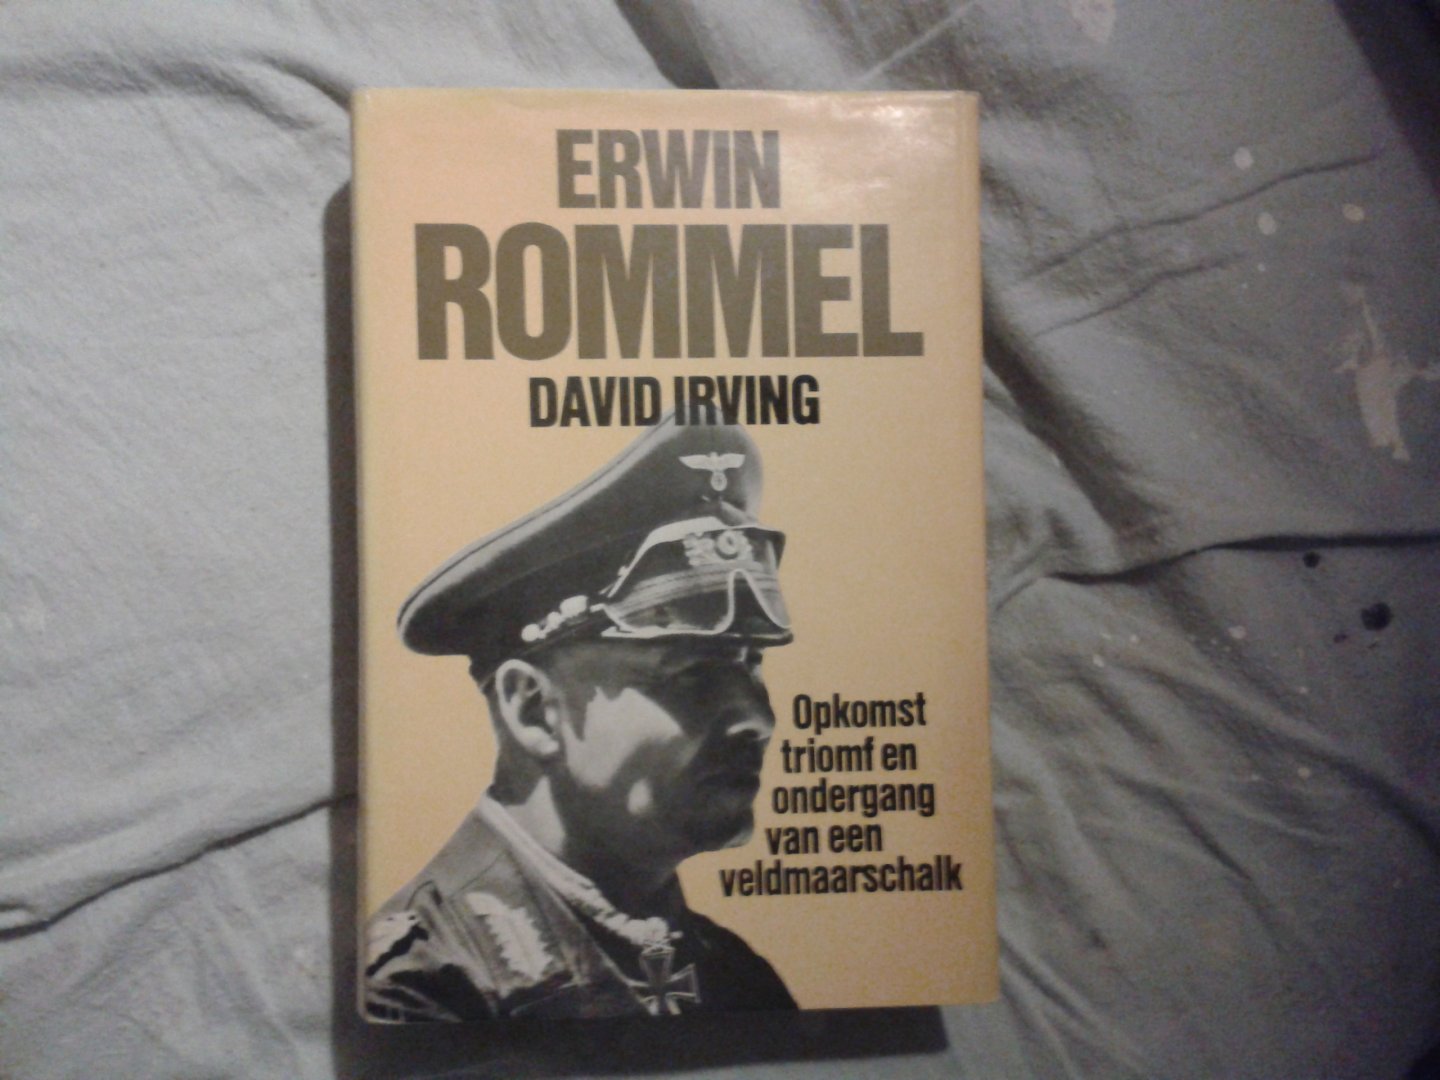 ERWIN
ROMMEL
DAVID IRVING
Opkomst
triomf en
ondergang
van een
veldmaarschalk